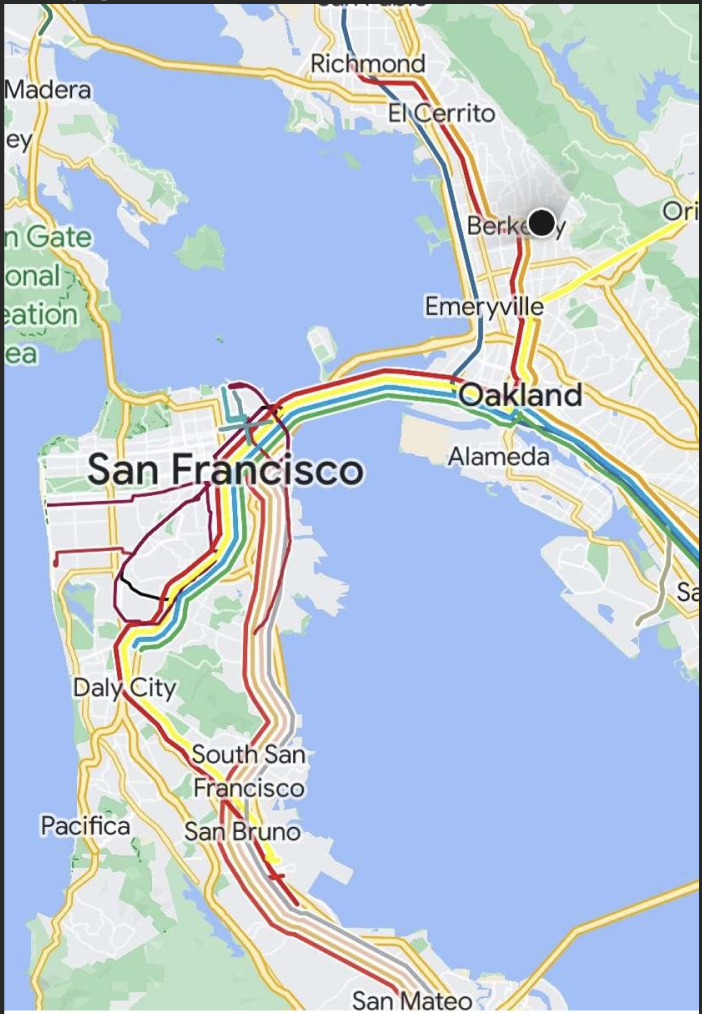 Richmond
Madera
El Cerrito
ey
Berke y
Ori
n Gate
onal
eation
ea
Emeryville
Oakland
Alameda
San Francisco
Sa
Daly City
South San
Francisco
Pacifica
San Bruno
San Mateo